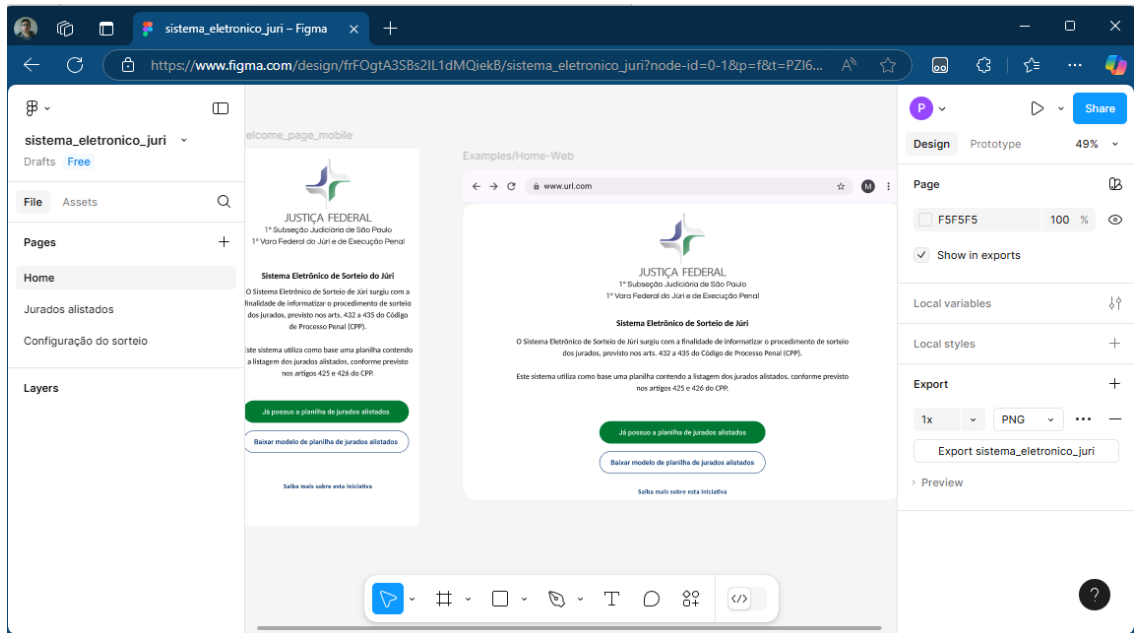 sistema_eletronico_juri – Figma
https://www.figma.com/design/frFOgtA3SBs2IL1dMQiekB/sistema_eletronico_juri?node-id=0-1&p=f&t=PZI6...
sistema_eletronico_juri
Drafts Free
File Assets
Pages
Home
Jurados alistados
Configuração do sorteio
Layers
elcome_page_mobile
JUSTIÇA FEDERAL
1ª Subseção Judiciária de São Paulo
1ª Vara Federal do Júri e de Execução Penal
Sistema Eletrônico de Sorteio do Júri
O Sistema Eletrônico de Sorteio de Júri surgiu com a
finalidade de informatizar o procedimento de sorteio
dos jurados, previsto nos arts. 432 a 435 do Código
de Processo Penal (CPP).
Este sistema utiliza como base uma planilha contendo
a listagem dos jurados alistados, conforme previsto
nos artigos 425 e 426 do CPP.
Já possuo a planilha de jurados alistados
Baixar modelo de planilha de jurados alistados
Saiba mais sobre esta iniciativa
Examples/Home-Web
www.url.com
M
JUSTIÇA FEDERAL
1ª Subseção Judiciária de São Paulo
1ª Vara Federal do Júri e de Execução Penal
Sistema Eletrônico de Sorteio de Júri
O Sistema Eletrônico de Sorteio de Júri surgiu com a finalidade de informatizar o procedimento de sorteio
dos jurados, previsto nos arts. 432 a 435 do Código de Processo Penal (CPP).
Este sistema utiliza como base uma planilha contendo a listagem dos jurados alistados, conforme previsto
nos artigos 425 e 426 do CPP.
Já possuo a planilha de jurados alistados
Baixar modelo de planilha de jurados alistados
Saiba mais sobre esta iniciativa
P
Share
Design Prototype 49%
Page
F5F5F5 100 %
Show in exports
Local variables
Local styles
Export
1x PNG
Export sistema_eletronico_juri
Preview
?